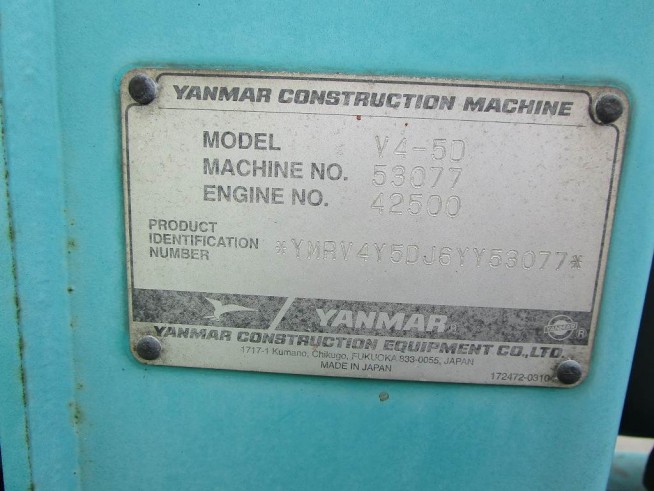 YANMAR CONSTRUCTION MACHINE
MODEL V4-50
MACHINE NO. 53077
ENGINE NO. 42500
PRODUCT
IDENTIFICATION
NUMBER *YMRV4Y5DJ6YY53077*
YANMAR®
YANMAR CONSTRUCTION EQUIPMENT CO.,LTD.
1717-1 Kumano, Chikugo, FUKUOKA 833-0055, JAPAN
MADE IN JAPAN